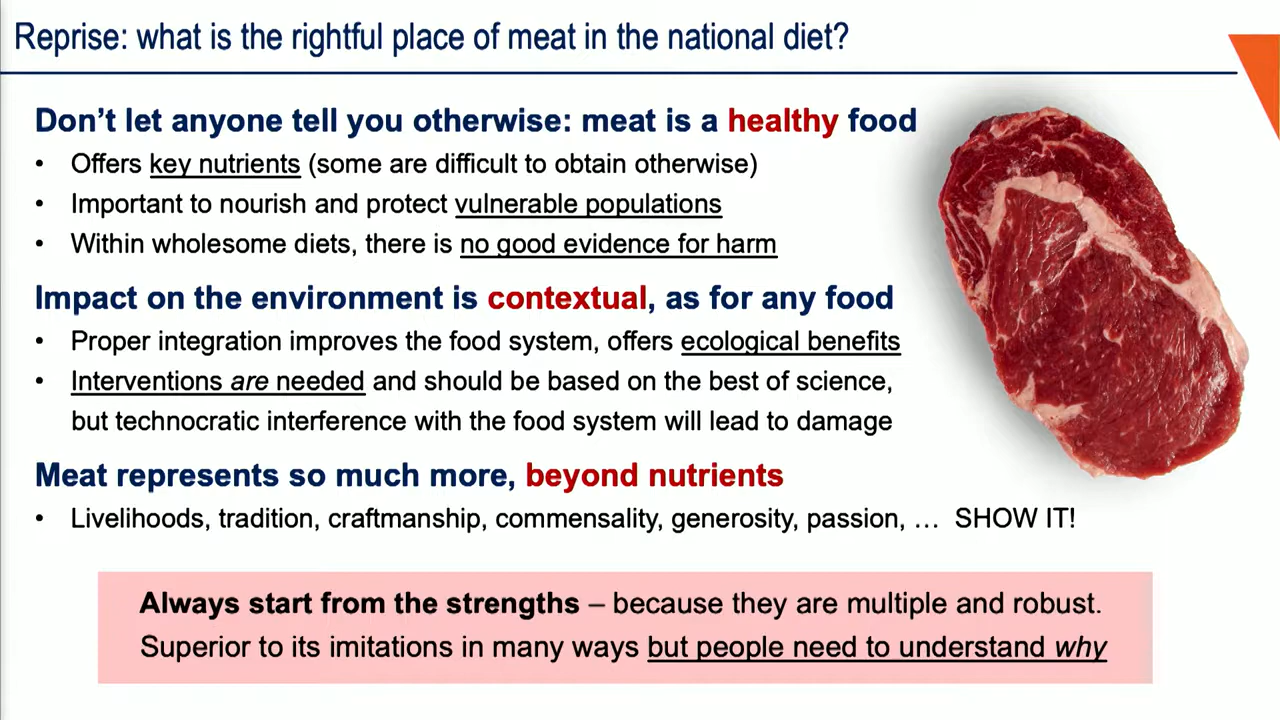 Reprise: what is the rightful place of meat in the national diet?
Don't let anyone tell you otherwise: meat is a healthy food
• Offers key nutrients (some are difficult to obtain otherwise)
• Important to nourish and protect vulnerable populations
• Within wholesome diets, there is no good evidence for harm
Impact on the environment is contextual, as for any food
• Proper integration improves the food system, offers ecological benefits
• Interventions are needed and should be based on the best of science,
but technocratic interference with the food system will lead to damage
Meat represents so much more, beyond nutrients
• Livelihoods, tradition, craftmanship, commensality, generosity, passion, … SHOW IT!
Always start from the strengths – because they are multiple and robust.
Superior to its imitations in many ways but people need to understand why